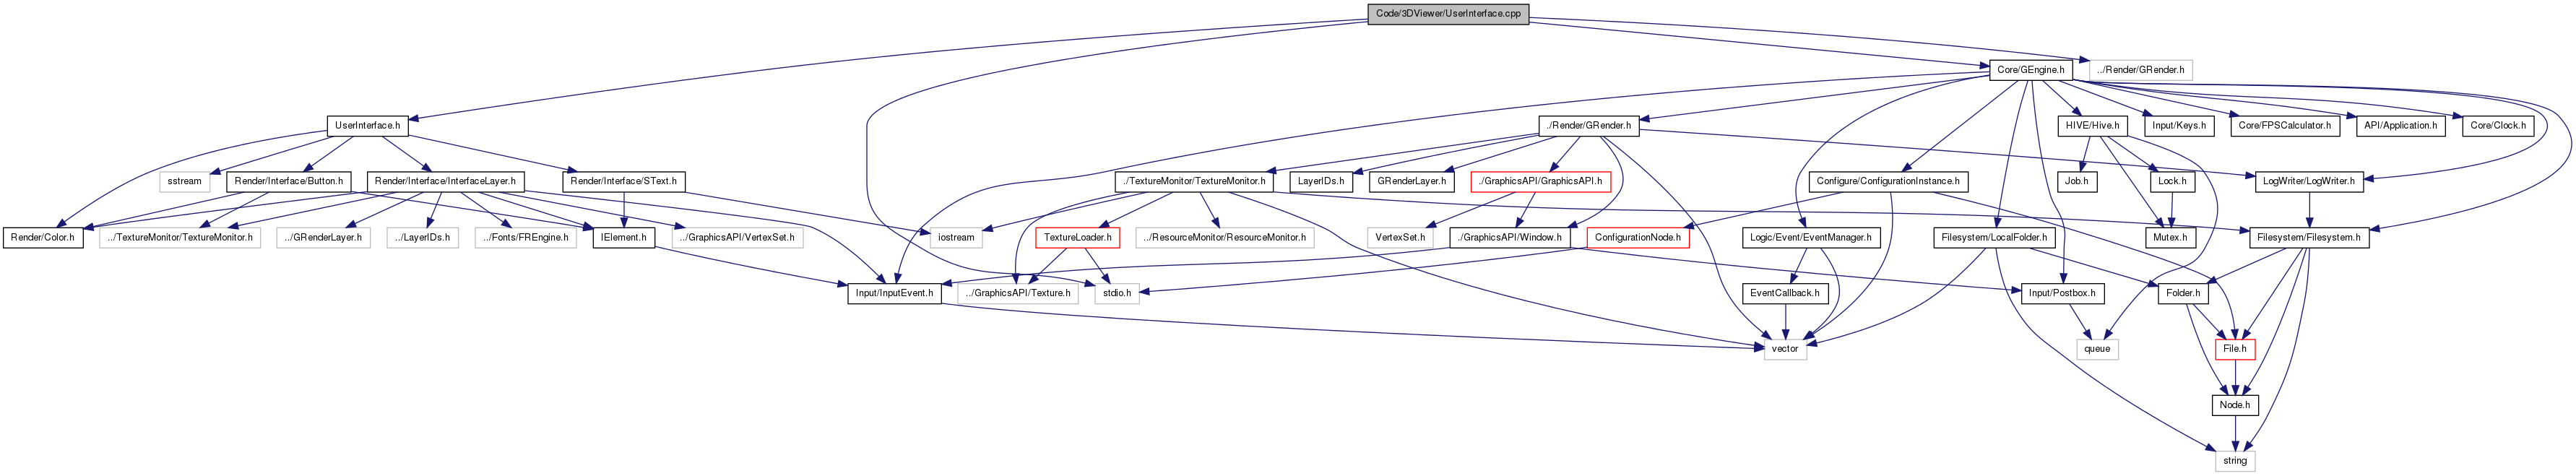 Code/3DViewer/UserInterface.cpp
Core/GEngine.h
../Render/GRender.h
UserInterface.h
./Render/GRender.h
HIVE/Hive.h
Input/Keys.h
Core/FPSCalculator.h
API/Application.h
Core/Clock.h
sstream
Render/Interface/Button.h
Render/Interface/InterfaceLayer.h
Render/Interface/SText.h
./TextureMonitor/TextureMonitor.h
LayerIDs.h
GRenderLayer.h
./GraphicsAPI/GraphicsAPI.h
Configure/ConfigurationInstance.h
Job.h
Lock.h
LogWriter/LogWriter.h
Render/Color.h
../TextureMonitor/TextureMonitor.h
../GRenderLayer.h
../LayerIDs.h
../Fonts/FREngine.h
IElement.h
../GraphicsAPI/VertexSet.h
iostream
TextureLoader.h
../ResourceMonitor/ResourceMonitor.h
VertexSet.h
./GraphicsAPI/Window.h
ConfigurationNode.h
Logic/Event/EventManager.h
Filesystem/LocalFolder.h
Mutex.h
Filesystem/Filesystem.h
Input/InputEvent.h
../GraphicsAPI/Texture.h
stdio.h
EventCallback.h
Input/Postbox.h
Folder.h
vector
queue
File.h
Node.h
string